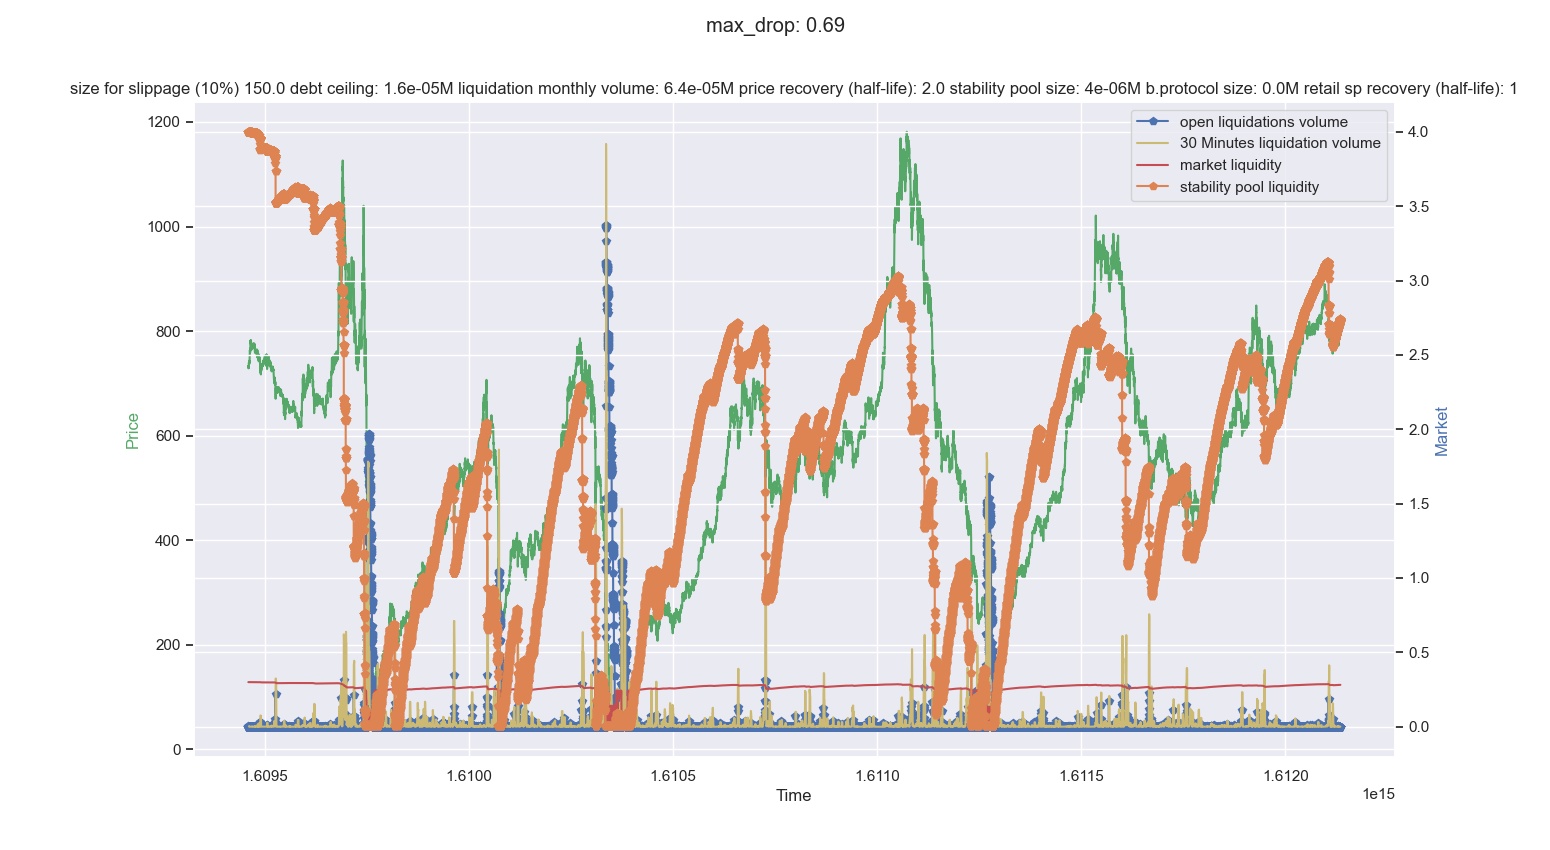 max_drop: 0.69
size for slippage (10%) 150.0 debt ceiling: 1.6e-05M liquidation monthly volume: 6.4e-05M price recovery (half-life): 2.0 stability pool size: 4e-06M b.protocol size: 0.0M retail sp recovery (half-life): 1
open liquidations volume
30 Minutes liquidation volume
market liquidity
stability pool liquidity
Price
1200
1000
800
600
400
200
0
Market
4.0
3.5
3.0
2.5
2.0
1.5
1.0
0.5
0.0
1.6095 1.6100 1.6105 1.6110 1.6115 1.6120
1e15
Time